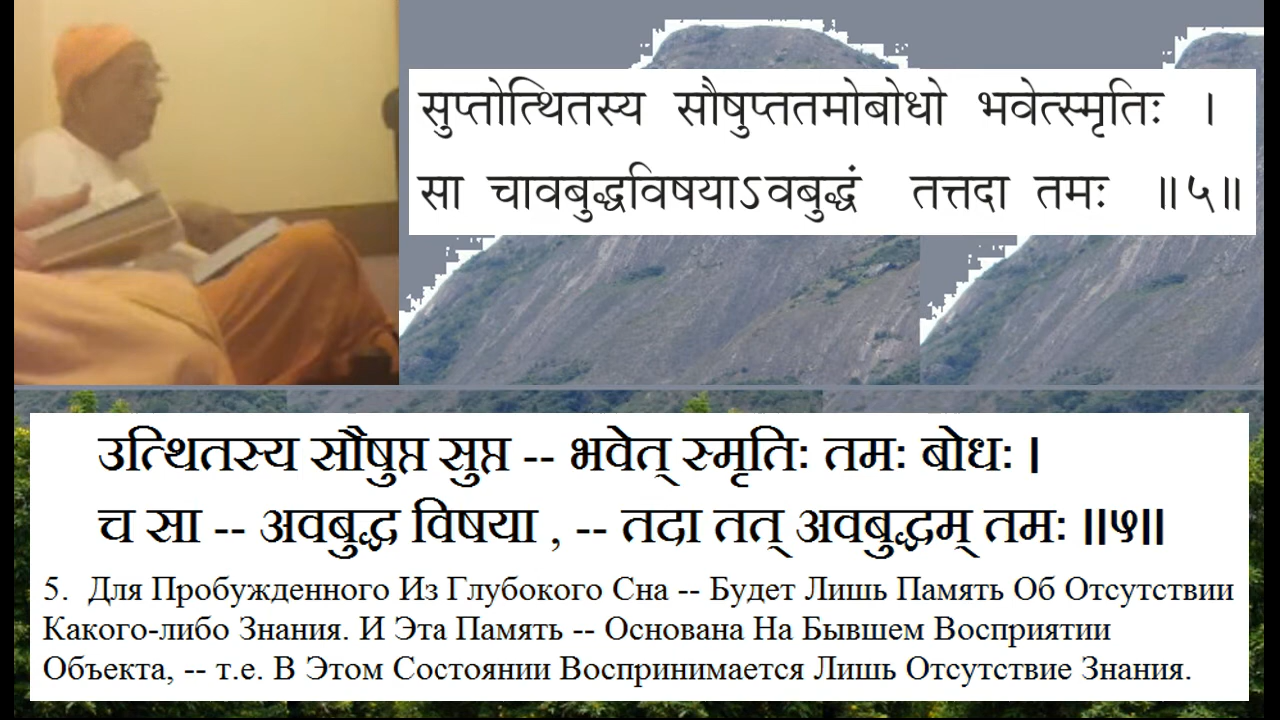 सुप्तोत्थितस्य सौषुप्ततमोबोधो भवेत्स्मृतिः ।
सा चावबुद्धविषयाऽवबुद्धं तत्तदा तमः ॥५॥
उत्थितस्य सौषुप्त सुप्त -- भवेत् स्मृतिः तमः बोधः ।
च सा -- अवबुद्ध विषया , -- तदा तत् अवबुद्धम् तमः ॥५॥
5. Для Пробужденного Из Глубокого Сна -- Будет Лишь Память Об Отсутствии
Какого-либо Знания. И Эта Память -- Основана На Бывшем Восприятии
Объекта, -- т.е. В Этом Состоянии Воспринимается Лишь Отсутствие Знания.